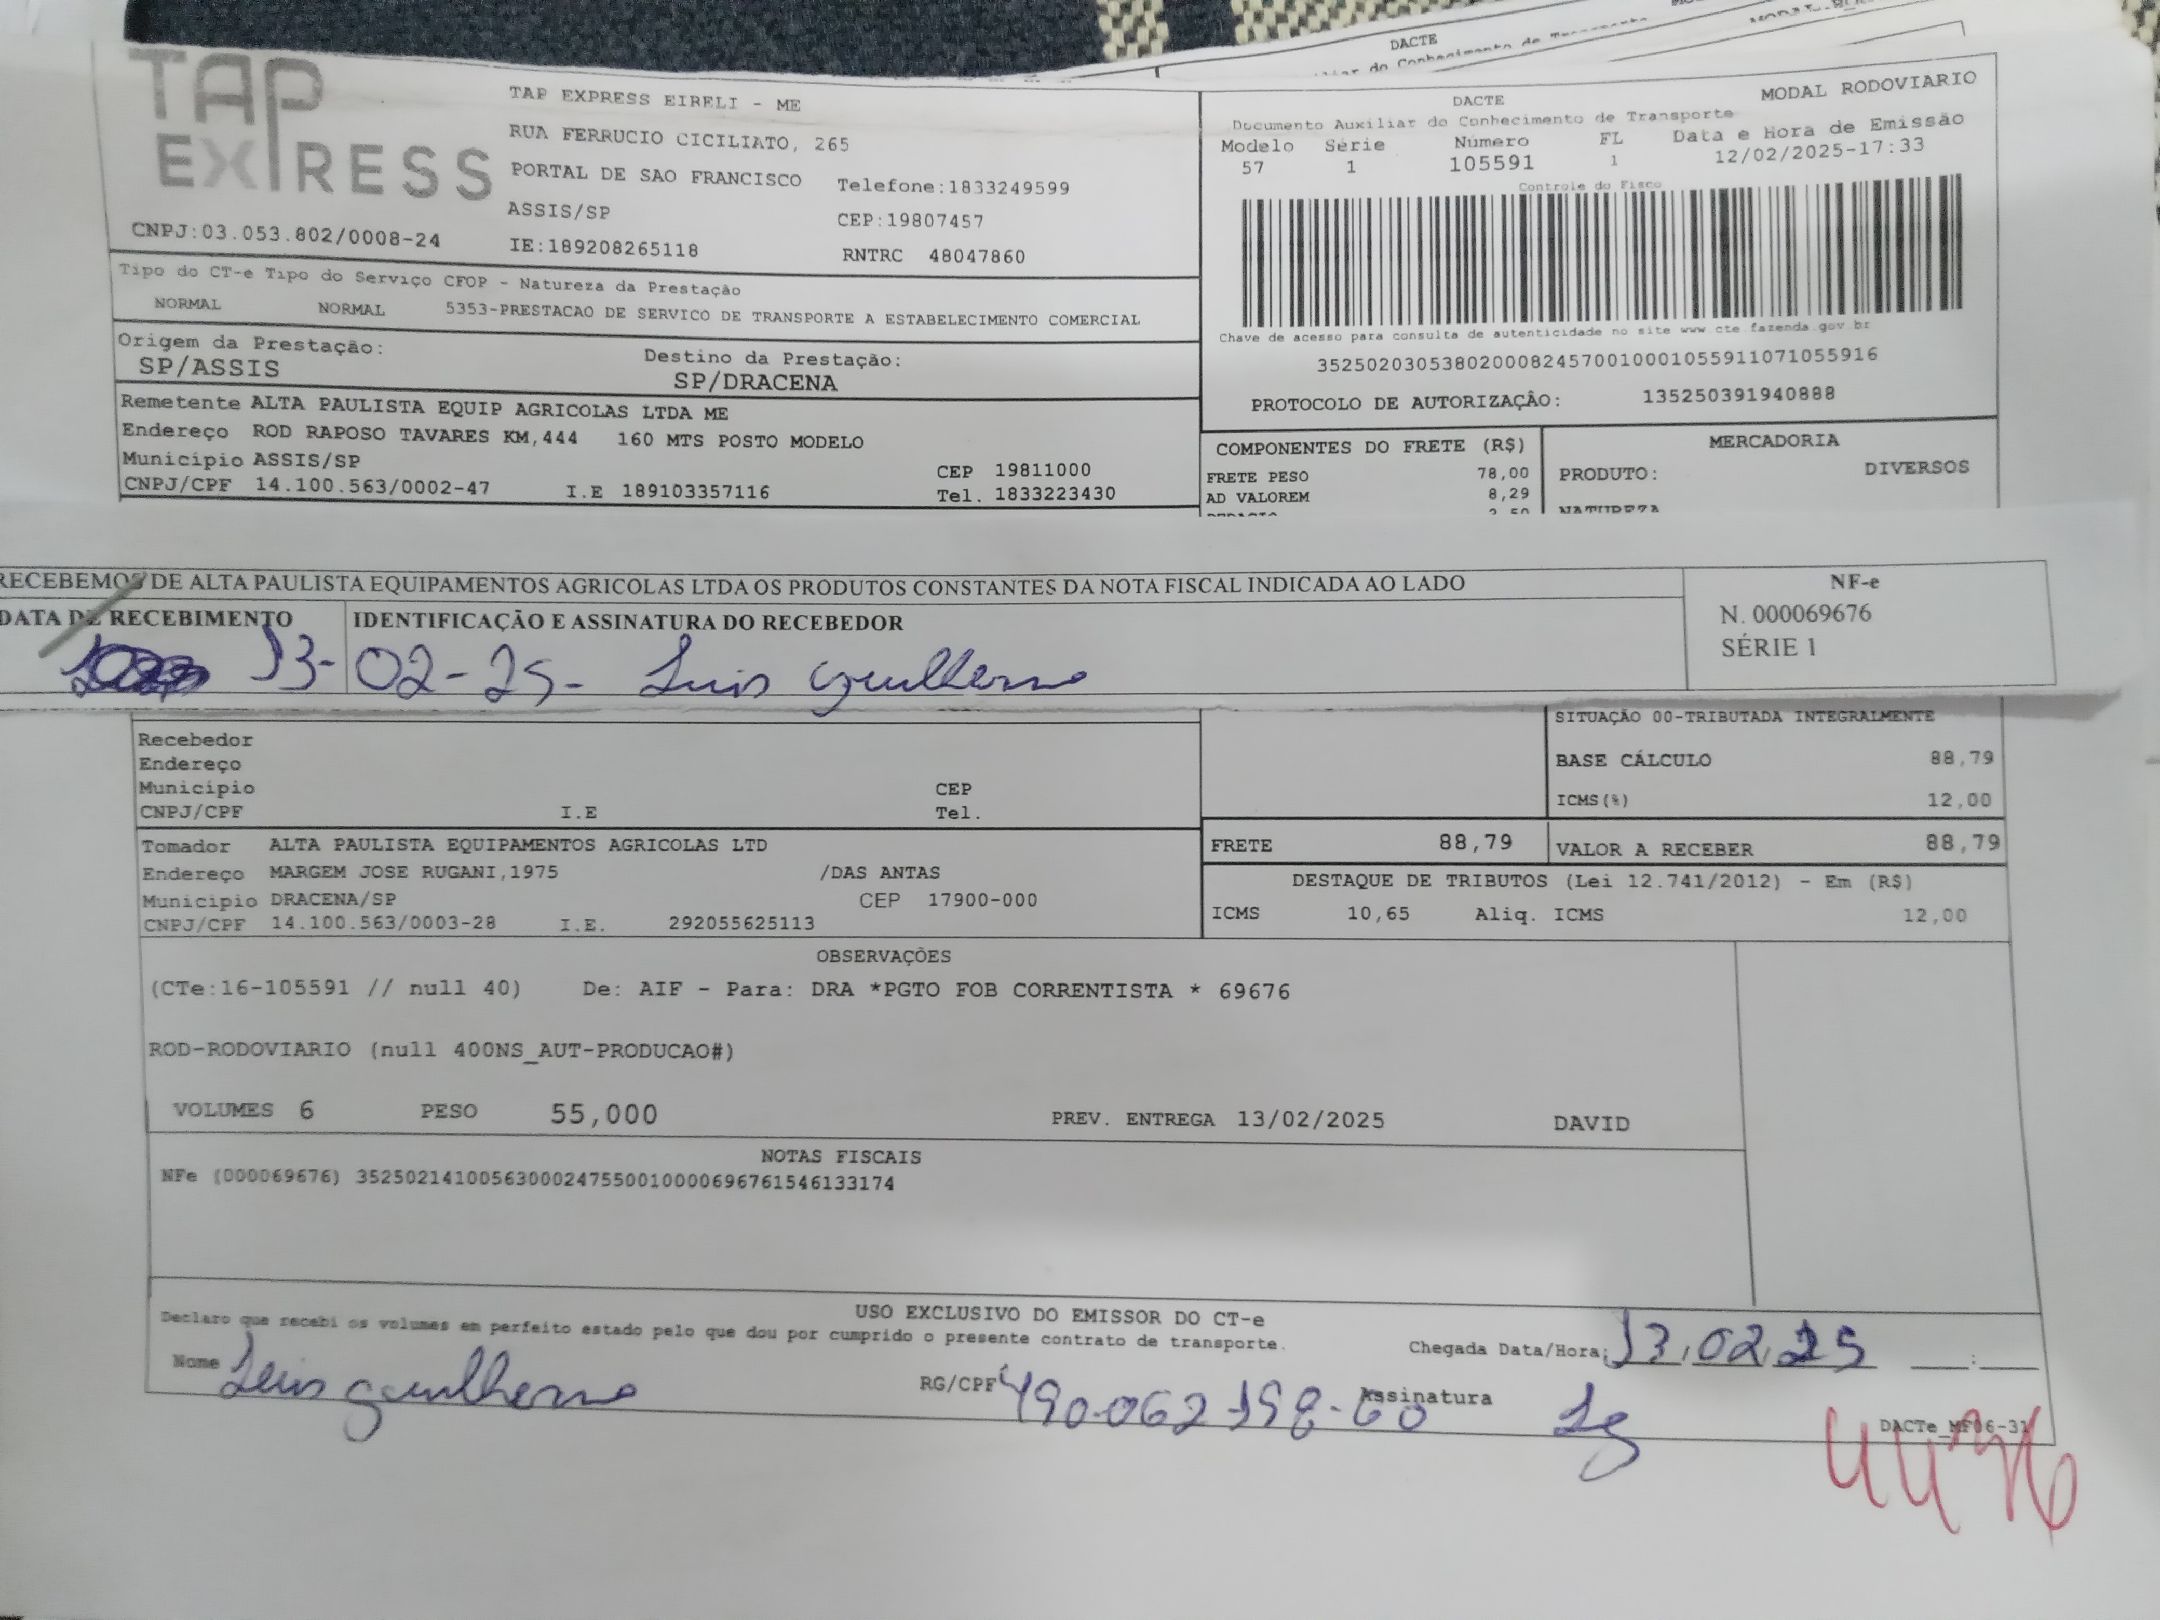 DACTE
TAP EXPRESS
TAP EXPRESS EIRELI - ME
RUA FERRUCIO CICILIATO, 265
PORTAL DE SAO FRANCISCO Telefone:1833249599
ASSIS/SP CEP:19807457
CNPJ:03.053.802/0008-24 IE:189208265118 RNTRC 48047860
DACTE MODAL RODOVIARIO
Documento Auxiliar do Conhecimento de Transporte
Modelo Série Número FL Data e Hora de Emissão
57 1 105591 1 12/02/2025-17:33
Controle do Fisco
Chave de acesso para consulta de autenticidade no site www.cte.fazenda.gov.br
35250203053802000824570010001055911071055916
PROTOCOLO DE AUTORIZAÇÃO: 135250391940888
Tipo do CT-e Tipo do Serviço CFOP - Natureza da Prestação
NORMAL NORMAL 5353-PRESTACAO DE SERVICO DE TRANSPORTE A ESTABELECIMENTO COMERCIAL
Origem da Prestação: Destino da Prestação:
SP/ASSIS SP/DRACENA
Remetente ALTA PAULISTA EQUIP AGRICOLAS LTDA ME
Endereço ROD RAPOSO TAVARES KM,444 160 MTS POSTO MODELO
Município ASSIS/SP CEP 19811000
CNPJ/CPF 14.100.563/0002-47 I.E 189103357116 Tel. 1833223430
COMPONENTES DO FRETE (R$) MERCADORIA
FRETE PESO 78,00 PRODUTO: DIVERSOS
AD VALOREM 8,29 NATUREZA
2,50
RECEBEMOS DE ALTA PAULISTA EQUIPAMENTOS AGRICOLAS LTDA OS PRODUTOS CONSTANTES DA NOTA FISCAL INDICADA AO LADO
NF-e
N. 000069676
SÉRIE 1
DATA DE RECEBIMENTO IDENTIFICAÇÃO E ASSINATURA DO RECEBEDOR
13-02-25- Luis Guilherme
Recebedor
Endereço
Município CEP
CNPJ/CPF I.E Tel.
SITUAÇÃO 00-TRIBUTADA INTEGRALMENTE
BASE CÁLCULO 88,79
ICMS(%) 12,00
FRETE 88,79 VALOR A RECEBER 88,79
DESTAQUE DE TRIBUTOS (Lei 12.741/2012) - Em (R$)
ICMS 10,65 Aliq. ICMS 12,00
Tomador ALTA PAULISTA EQUIPAMENTOS AGRICOLAS LTD
Endereço MARGEM JOSE RUGANI,1975 /DAS ANTAS
Município DRACENA/SP CEP 17900-000
CNPJ/CPF 14.100.563/0003-28 I.E. 292055625113
OBSERVAÇÕES
(CTe:16-105591 // null 40) De: AIF - Para: DRA *PGTO FOB CORRENTISTA * 69676
ROD-RODOVIARIO (null 400NS_AUT-PRODUCAO#)
VOLUMES 6 PESO 55,000 PREV. ENTREGA 13/02/2025 DAVID
NOTAS FISCAIS
NFe (000069676) 35250214100563000247550010000696761546133174
USO EXCLUSIVO DO EMISSOR DO CT-e
Declaro que recebi os volumes em perfeito estado pelo que dou por cumprido o presente contrato de transporte.
Chegada Data/Hora: 13,02,25 __:__
Nome Luis Guilherme RG/CPF 490.062 198-60 Assinatura Lg
DACTe_MF06-31